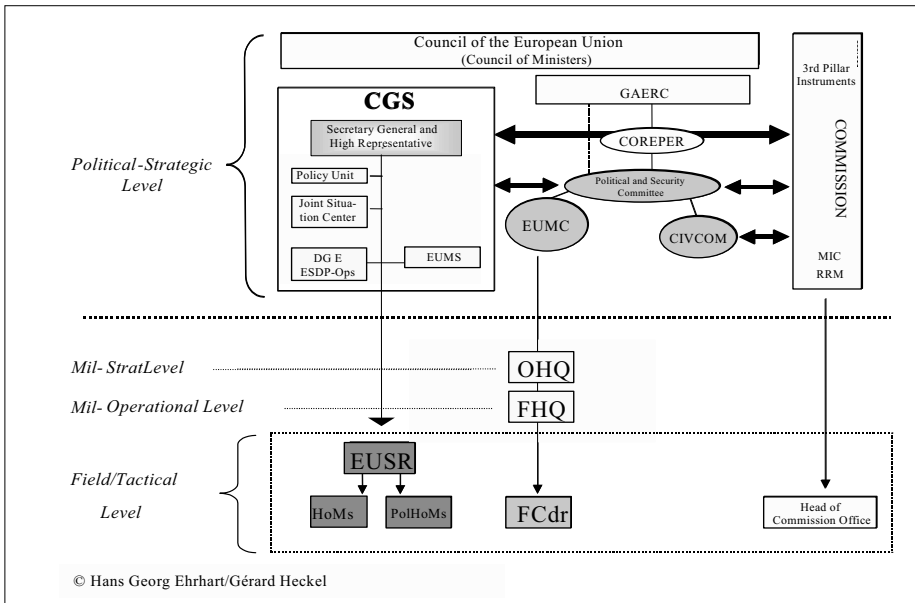 Council of the European Union
(Council of Ministers)
3rd Pillar
Instruments
COMMISSION
MIC
RRM
GAERC
CGS
Secretary General and
High Representative
COREPER
Political-Strategic
Level
Policy Unit
Political and Security
Committee
Joint Situa-
tion Center
EUMC
CIVCOM
DG E
ESDP-Ops
EUMS
Mil- StratLevel
OHQ
Mil- Operational Level
FHQ
Field/Tactical
Level
EUSR
HoMs
PolHoMs
FCdr
Head of
Commission Office
© Hans Georg Ehrhart/Gérard Heckel